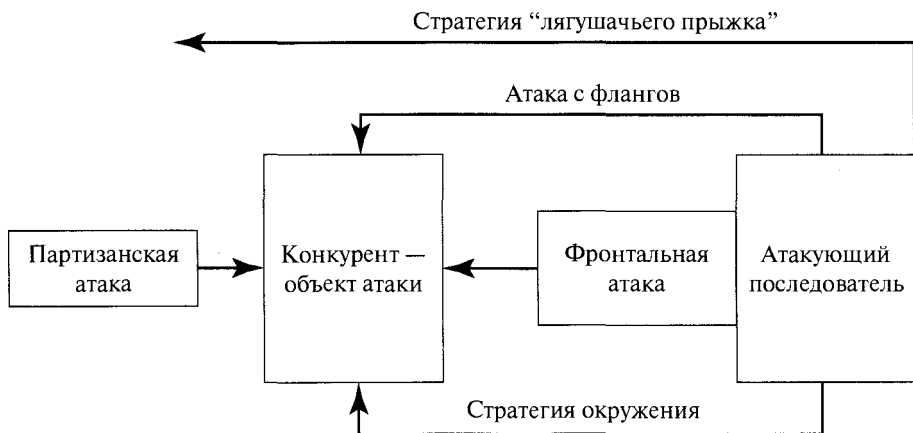 Стратегия “лягушачьего прыжка”
Атака с флангов
Партизанская
атака
Конкурент —
объект атаки
Фронтальная
атака
Атакующий
последователь
Стратегия окружения